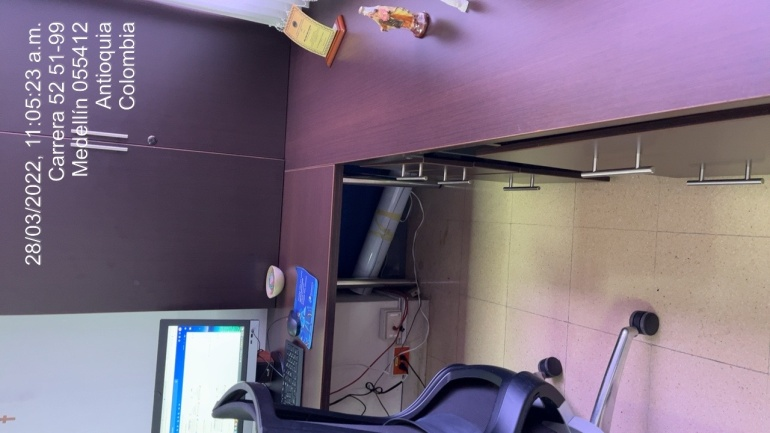 28/03/2022, 11:05:23 a.m.
Carrera 52 51-99
Medellín 055412
Antioquia
Colombia